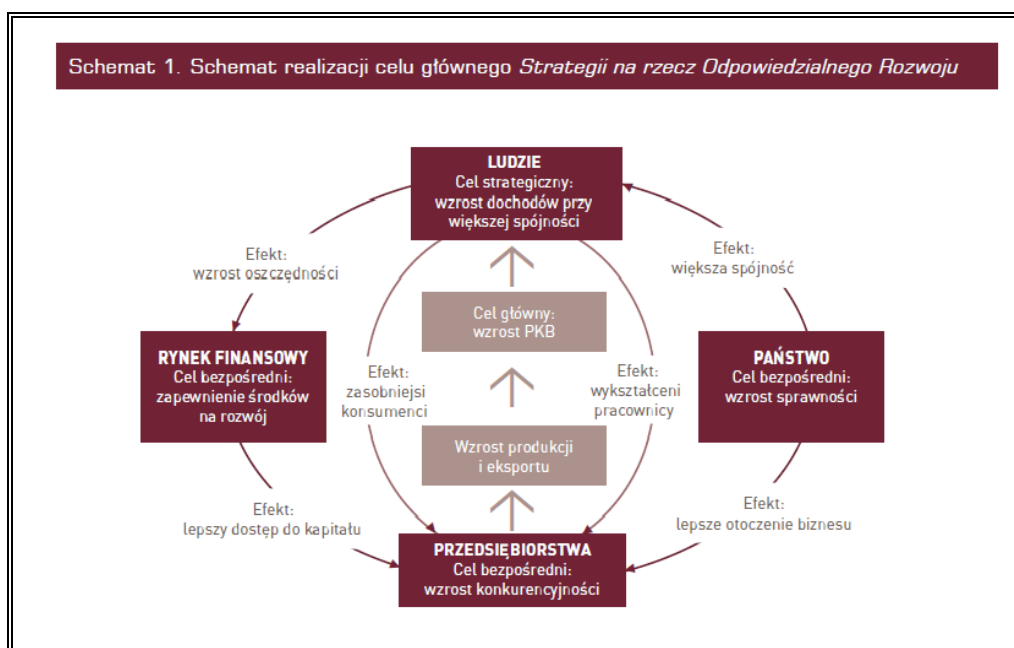 Schemat 1. Schemat realizacji celu głównego Strategii na rzecz Odpowiedzialnego Rozwoju
LUDZIE
Cel strategiczny:
wzrost dochodów przy
większej spójności
Efekt:
wzrost oszczędności
Efekt:
większa spójność
Cel główny:
wzrost PKB
RYNEK FINANSOWY
Cel bezpośredni:
zapewnienie środków
na rozwój
Efekt:
zasobniejsi
konsumenci
Efekt:
wykształceni
pracownicy
PAŃSTWO
Cel bezpośredni:
wzrost sprawności
Wzrost produkcji
i eksportu
Efekt:
lepszy dostęp do kapitału
Efekt:
lepsze otoczenie biznesu
PRZEDSIĘBIORSTWA
Cel bezpośredni:
wzrost konkurencyjności